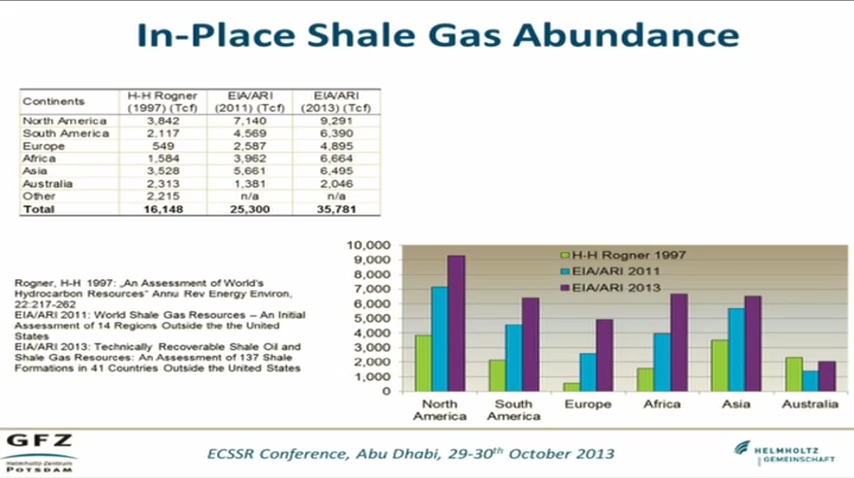 In-Place Shale Gas Abundance
Continents H-H Rogner (1997) (Tcf) EIA/ARI (2011) (Tcf) EIA/ARI (2013) (Tcf)
North America 3,842 7,140 9,291
South America 2,117 4,569 6,390
Europe 549 2,587 4,895
Africa 1,584 3,962 6,664
Asia 3,528 5,661 6,495
Australia 2,313 1,381 2,046
Other 2,215 n/a n/a
Total 16,148 25,300 35,781
Rogner, H-H 1997: „An Assessment of World's
Hydrocarbon Resources“ Annu Rev Energy Environ,
22:217-262
EIA/ARI 2011: World Shale Gas Resources – An Initial
Assessment of 14 Regions Outside the the United
States
EIA/ARI 2013: Technically Recoverable Shale Oil and
Shale Gas Resources: An Assessment of 137 Shale
Formations in 41 Countries Outside the United States
10,000
9,000
8,000
7,000
6,000
5,000
4,000
3,000
2,000
1,000
0
H-H Rogner 1997
EIA/ARI 2011
EIA/ARI 2013
North America
South America
Europe
Africa
Asia
Australia
GFZ
Helmholtz-Zentrum
POTSDAM
ECSSR Conference, Abu Dhabi, 29-30th October 2013
HELMHOLTZ
GEMEINSCHAFT